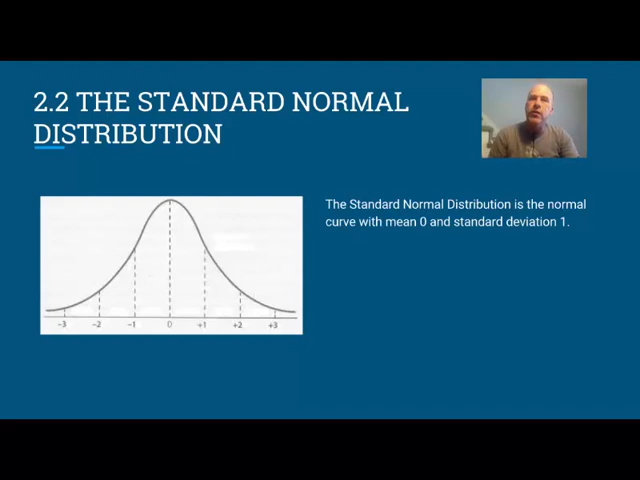 2.2 THE STANDARD NORMAL
DISTRIBUTION
The Standard Normal Distribution is the normal
curve with mean 0 and standard deviation 1.
-3 -2 -1 0 +1 +2 +3